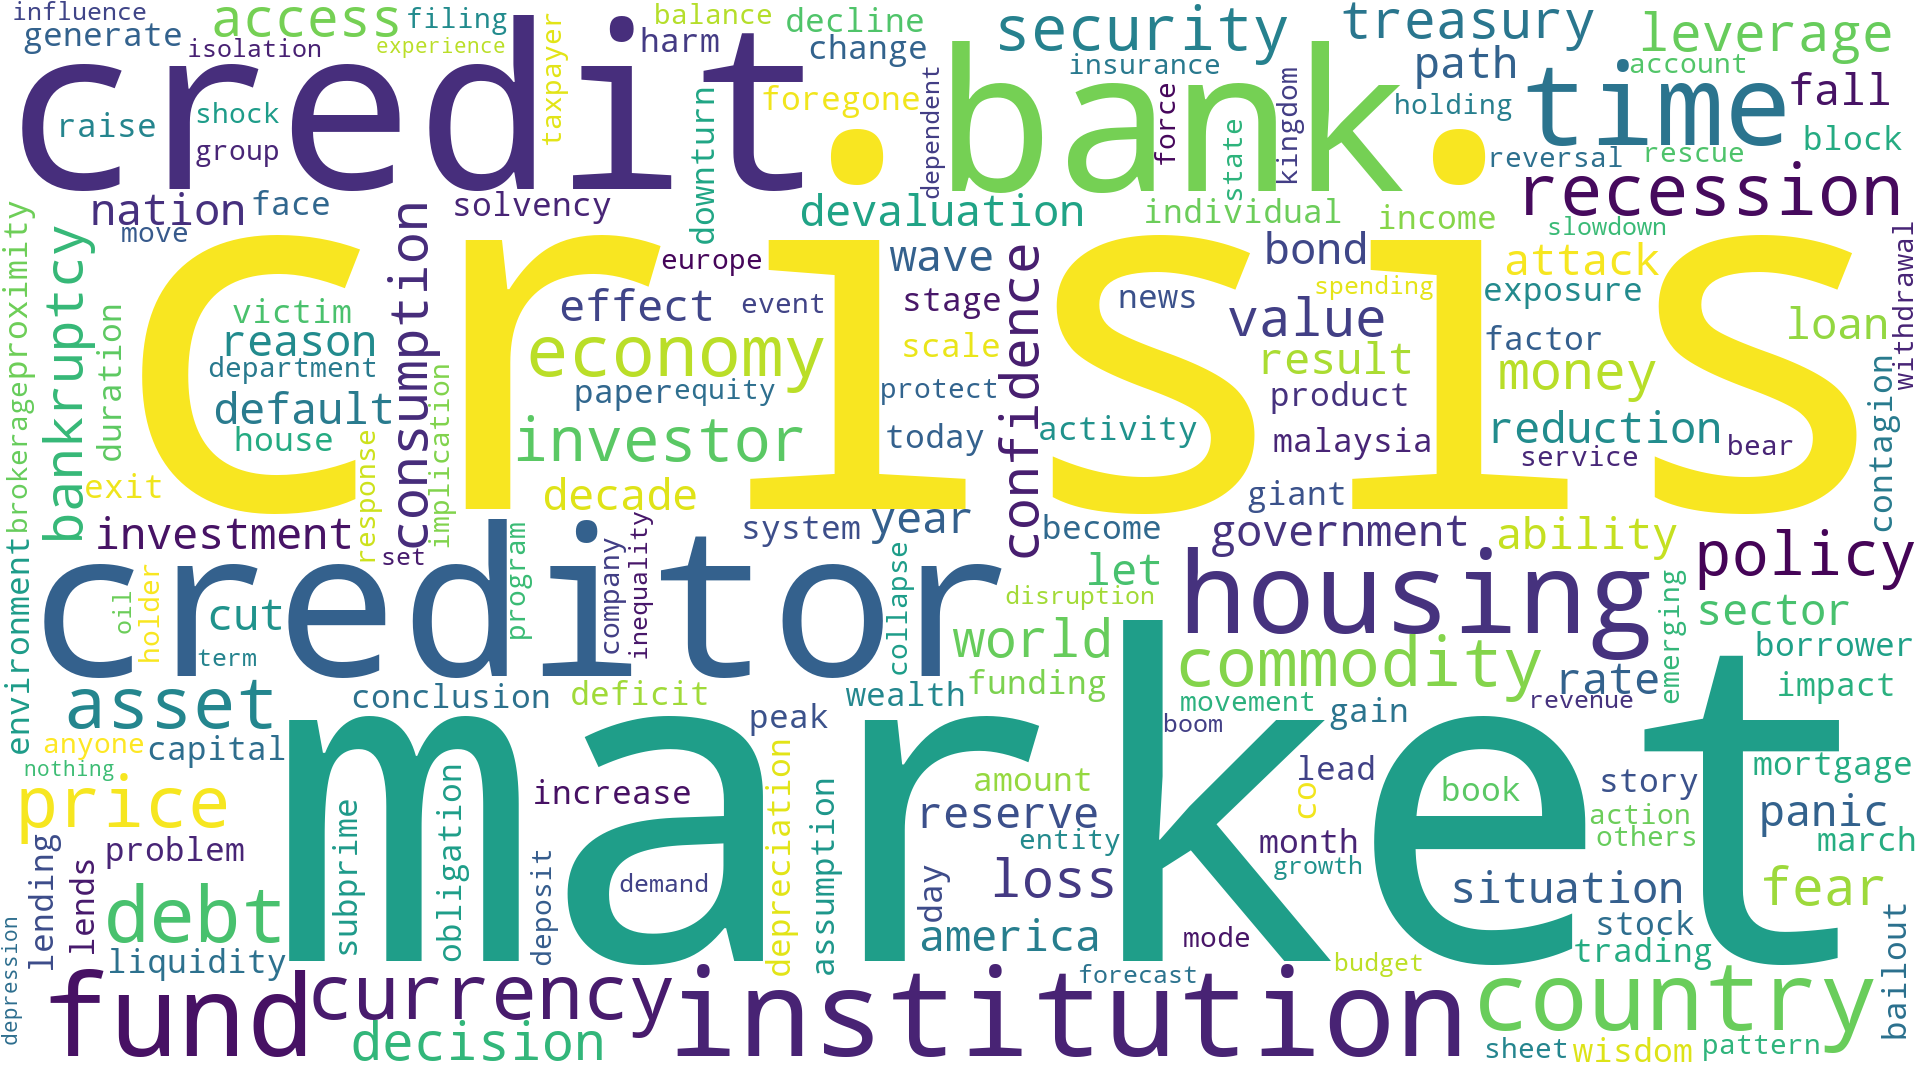 influence
generate
isolation
access
filing
experience
taxpayer
balance
harm
decline
change
security
insurance
treasury
path
leverage
account
credit
bank
time
fall
raise
shock
group
downturn
foregone
dependent
force
state
kingdom
holding
block
reversal
rescue
recession
nation
face
move
solvency
devaluation
individual
income
slowdown
withdrawal
crisis
proximity
brokerage
environment
bankruptcy
duration
consumption
europe
wave
confidence
bond
attack
victim
reason
department
default
house
effect
event
stage
news
spending
exposure
value
factor
loan
economy
scale
result
money
paper
equity
protect
product
investor
today
activity
malaysia
reduction
service
bear
contagion
exit
response
implication
decade
giant
investment
set
system
year
become
government
ability
policy
creditor
program
company
inequality
collapse
let
disruption
housing
emerging
sector
oil
holder
cut
term
world
commodity
borrower
asset
conclusion
deficit
wealth
funding
movement
rate
revenue
impact
anyone
capital
nothing
peak
boom
gain
market
price
increase
depreciation
assumption
amount
lead
co
book
story
mortgage
problem
subprime
obligation
reserve
entity
month
growth
action
others
panic
march
lending
lends
debt
deposit
demand
day
loss
situation
fear
depression
liquidity
america
mode
stock
trading
bailout
fund
currency
decision
institution
forecast
budget
country
sheet
wisdom
pattern